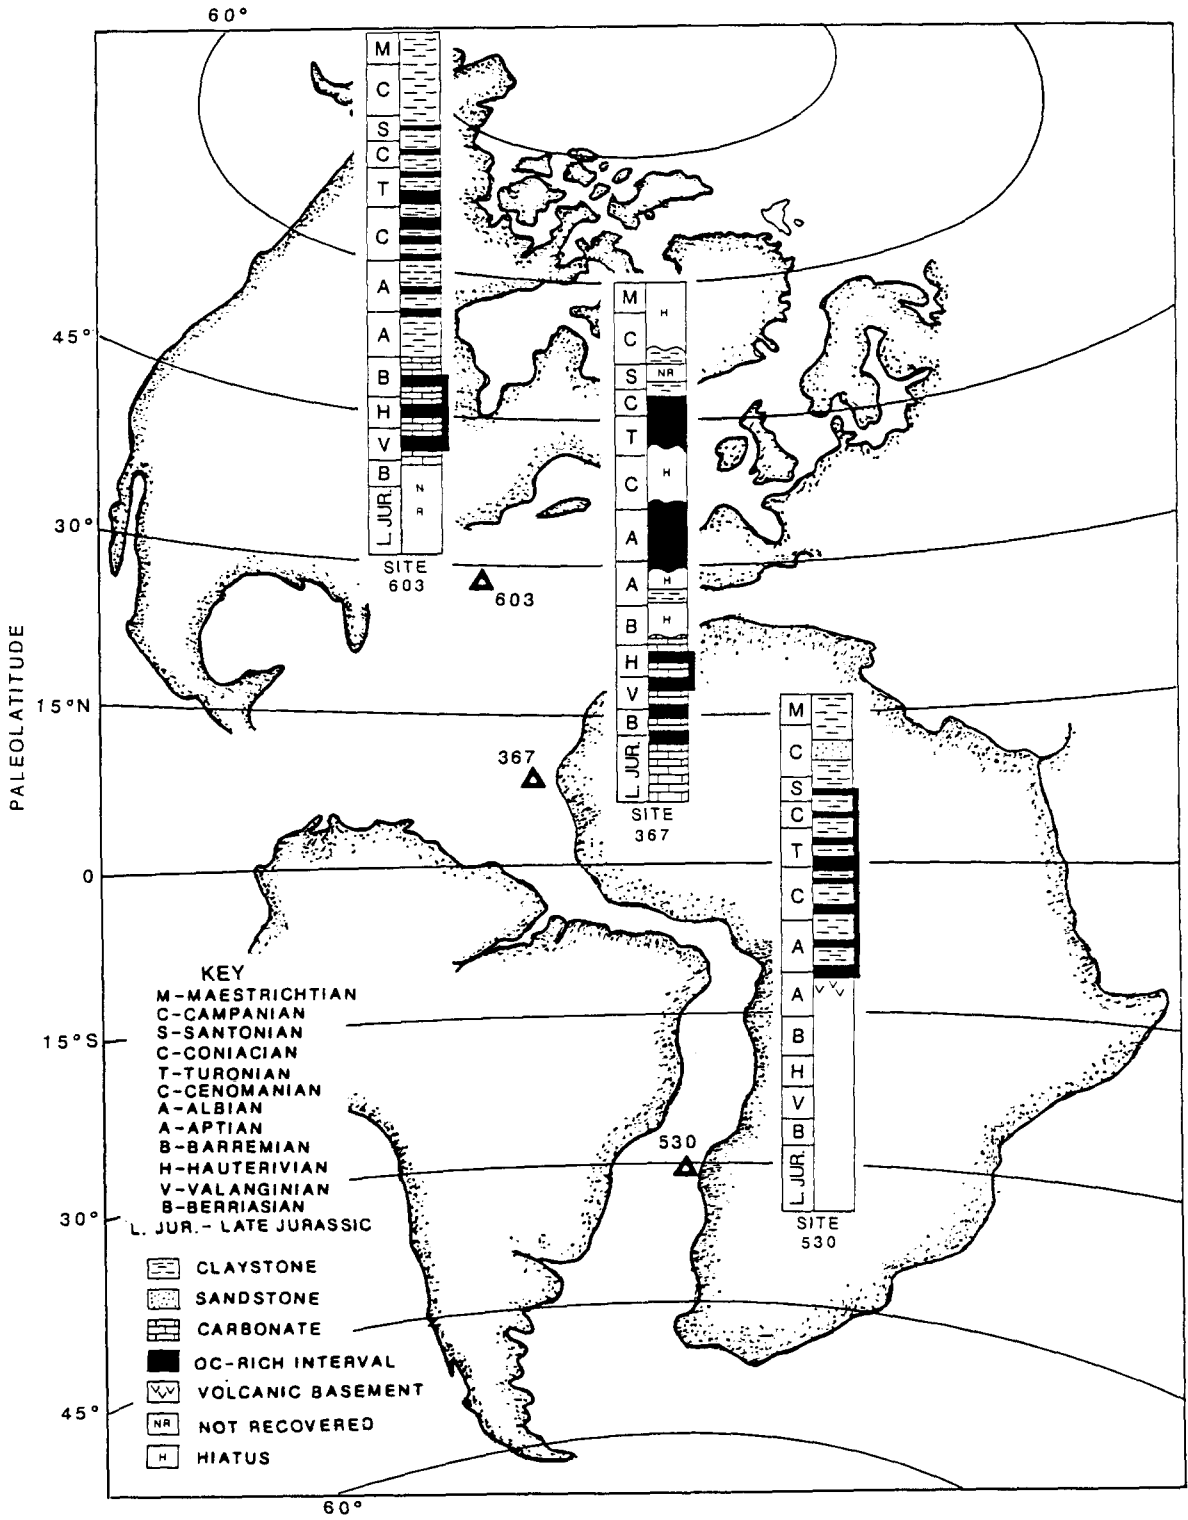 60°
M
C
S
C
T
C
A
A
B
H
V
B
L. JUR.
N
R
SITE
603
603
M
C
S
C
T
C
A
A
B
H
V
B
L. JUR.
H
NR
H
H
H
SITE
367
367
M
C
S
C
T
C
A
A
B
H
V
B
L. JUR.
SITE
530
530
PALEOLATITUDE
45°
30°
15°N
0
15°S
30°
45°
60°
KEY
M-MAESTRICHTIAN
C-CAMPANIAN
S-SANTONIAN
C-CONIACIAN
T-TURONIAN
C-CENOMANIAN
A-ALBIAN
A-APTIAN
B-BARREMIAN
H-HAUTERIVIAN
V-VALANGINIAN
B-BERRIASIAN
L. JUR.- LATE JURASSIC
CLAYSTONE
SANDSTONE
CARBONATE
OC-RICH INTERVAL
VOLCANIC BASEMENT
NR NOT RECOVERED
H HIATUS